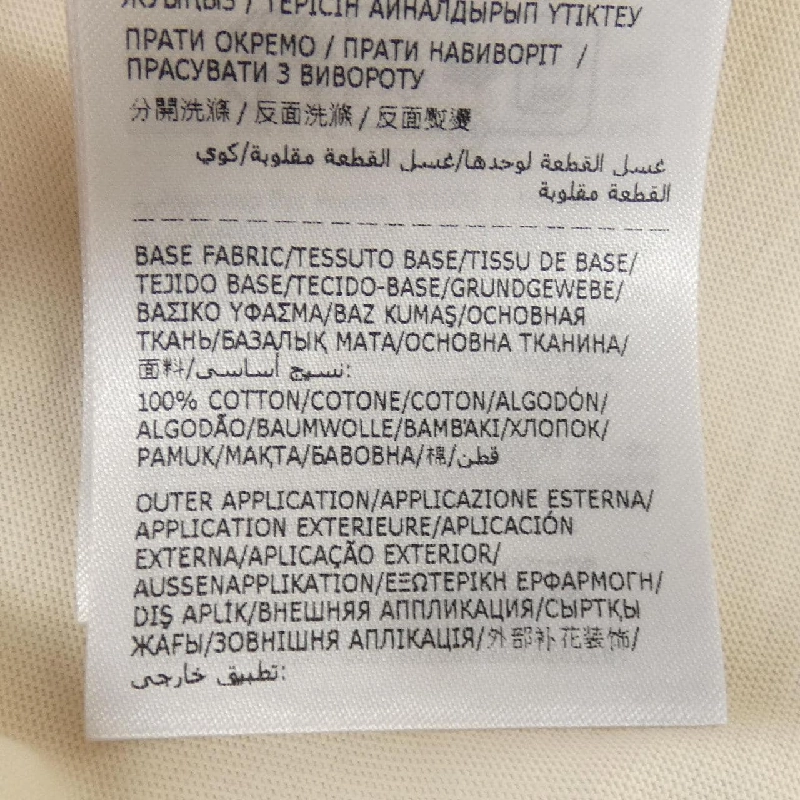 ЖУЫҢЫЗ / ТЕРІСІН АЙНАЛДЫРЫП ҮТІКТЕУ
ПРАТИ ОКРЕМО / ПРАТИ НАВИВОРІТ /
ПРАСУВАТИ З ВИВОРОТУ
分開洗滌 / 反面洗滌 / 反面熨燙
غسل القطعة لوحدها/غسل القطعة مقلوبة/كوي
القطعة مقلوبة
BASE FABRIC/TESSUTO BASE/TISSU DE BASE/
TEJIDO BASE/TECIDO-BASE/GRUNDGEWEBE/
ΒΑΣΙΚΟ ΥΦΑΣΜΑ/BAZ KUMAŞ/ОСНОВНАЯ
ТКАНЬ/БАЗАЛЫҚ МАТА/ОСНОВНА ТКАНИНА/
面料/نسيج أساسى:
100% COTTON/COTONE/COTON/ALGODÓN/
ALGODÃO/BAUMWOLLE/ΒΑΜΒΆΚΙ/ХЛОПОК/
PAMUK/МАҚТА/БАВОВНА/棉/قطن
OUTER APPLICATION/APPLICAZIONE ESTERNA/
APPLICATION EXTERIEURE/APLICACIÓN
EXTERNA/APLICAÇÃO EXTERIOR/
AUSSENAPPLIKATION/ΕΞΩΤΕΡΙΚΗ ΕΡΦΑΡΜΟΓΗ/
DIŞ APLİK/ВНЕШНЯЯ АППЛИКАЦИЯ/СЫРТҚЫ
ЖАҒЫ/ЗОВНІШНЯ АПЛІКАЦІЯ/外部补花装饰/
تطبيق خارجى: